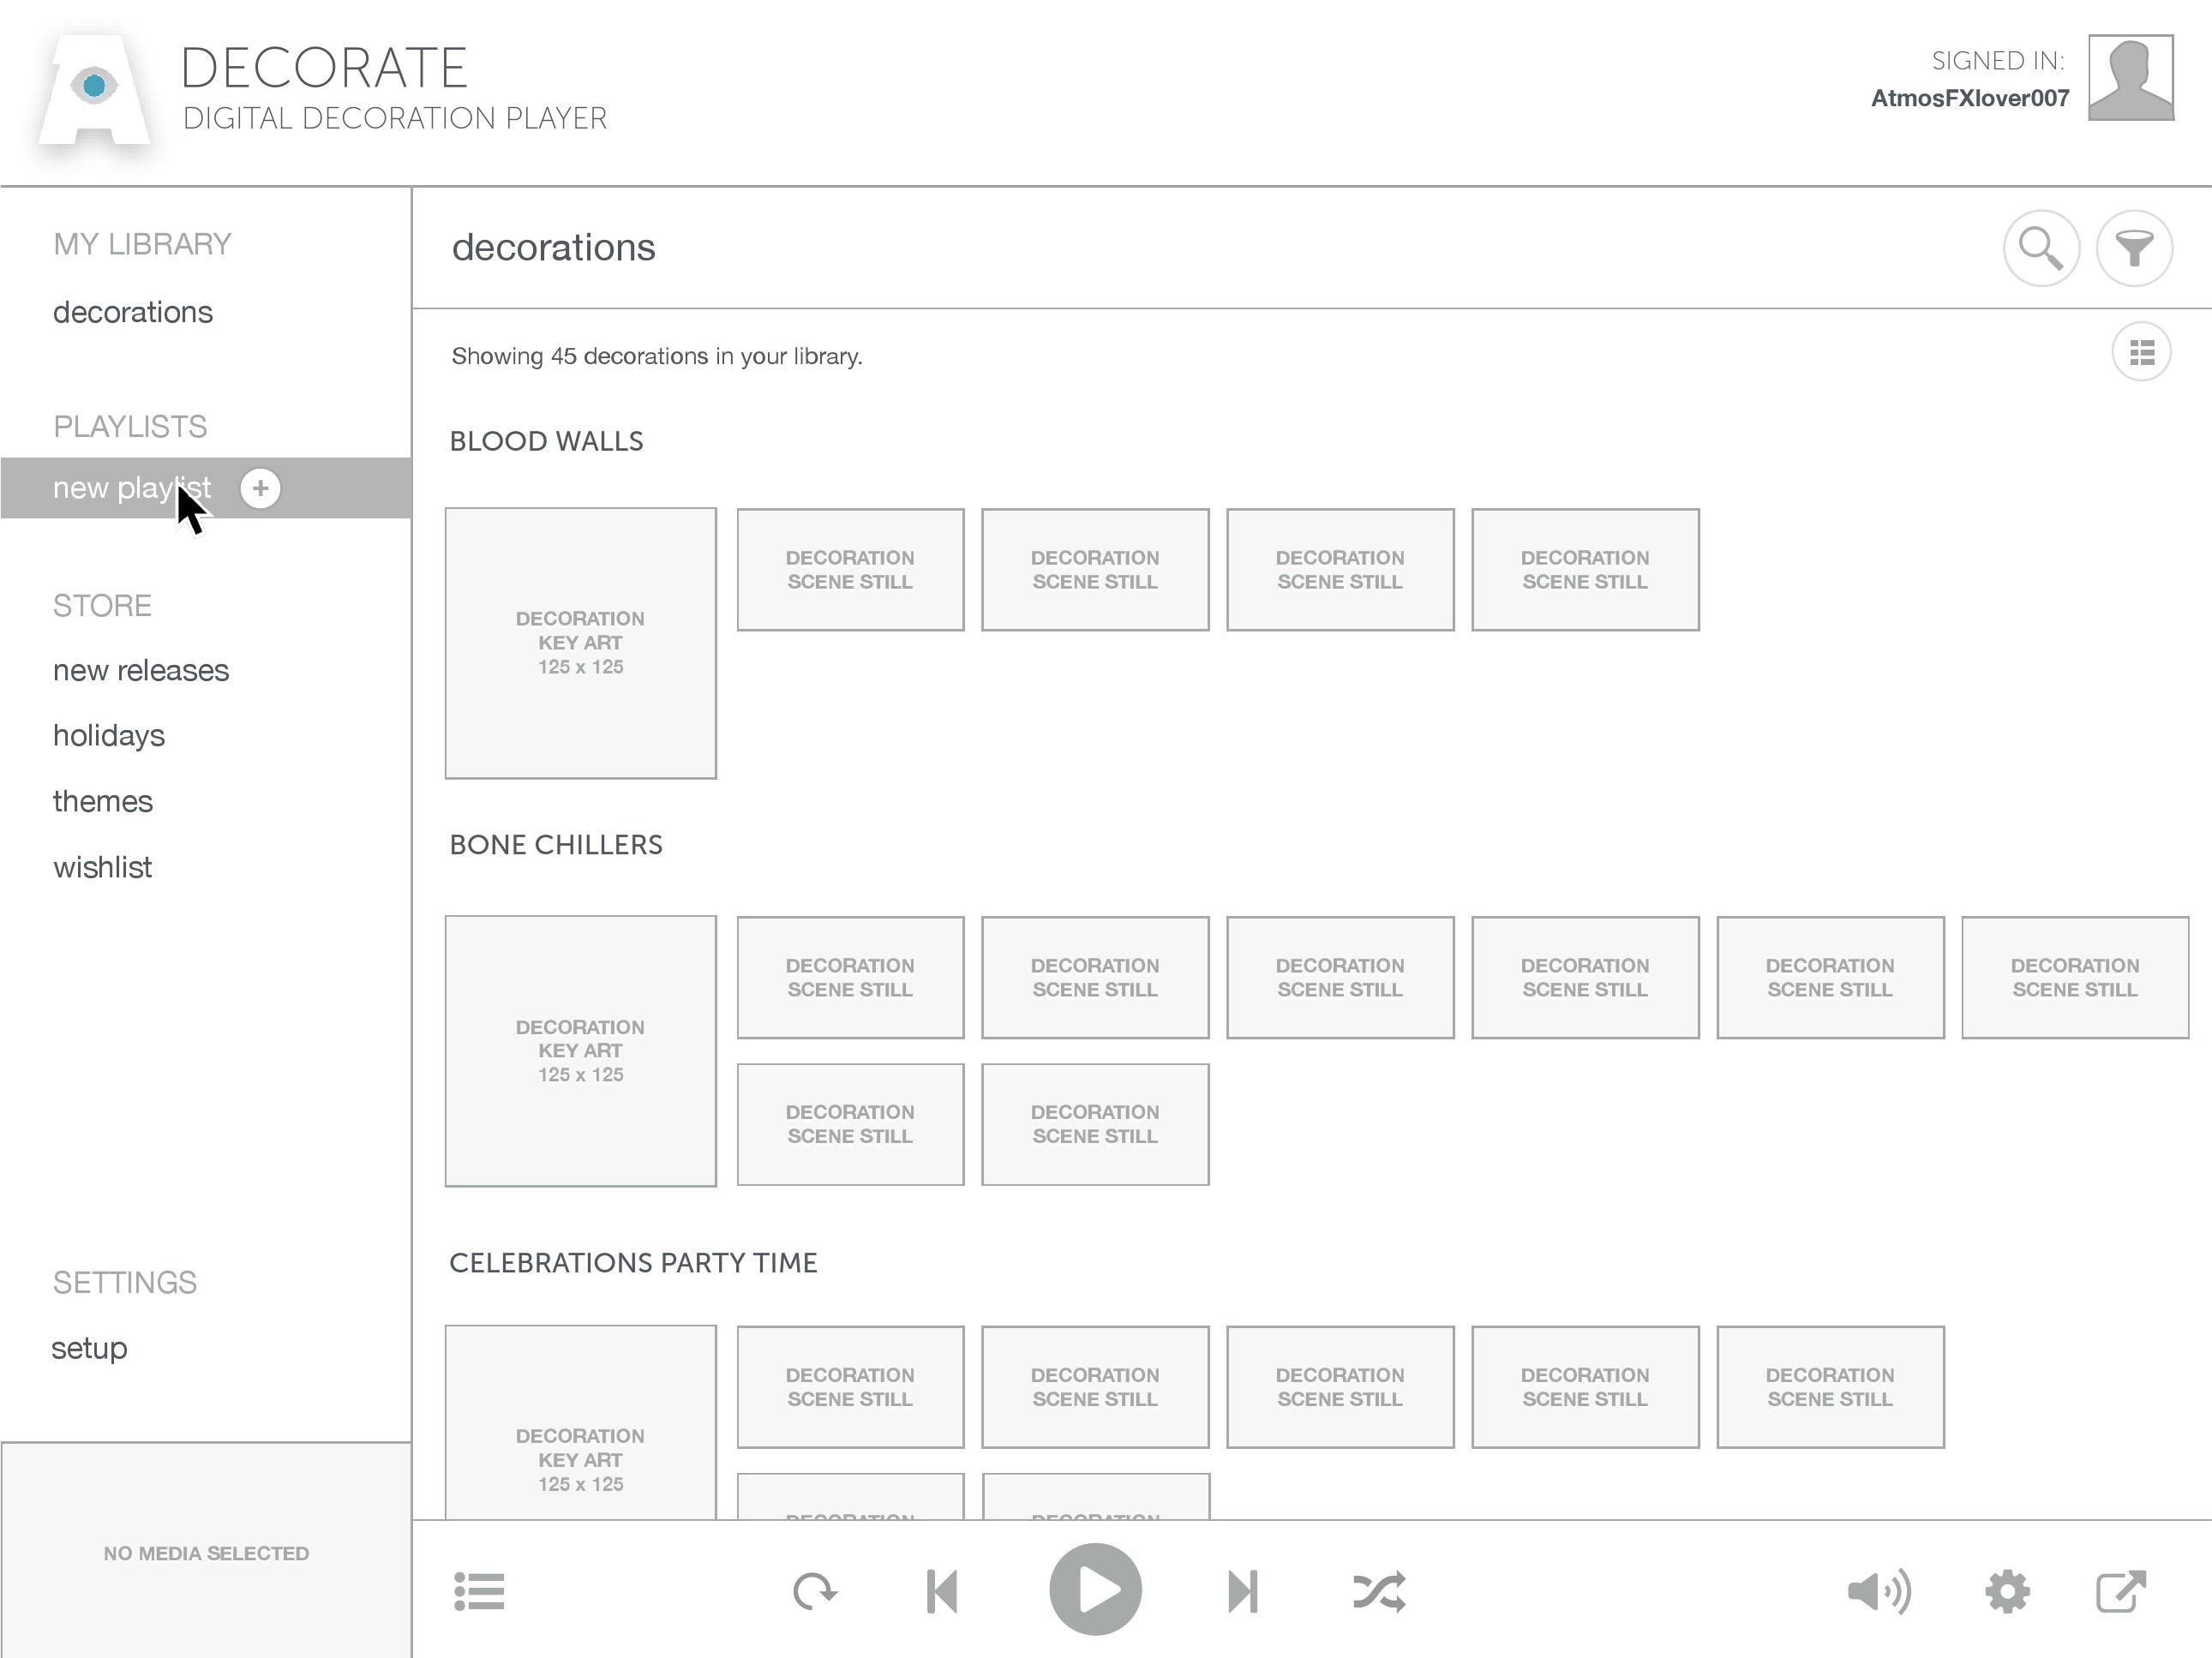 DECORATE
DIGITAL DECORATION PLAYER
SIGNED IN:
AtmosFXlover007
MY LIBRARY
decorations
PLAYLISTS
new playlist
STORE
new releases
holidays
themes
wishlist
SETTINGS
setup
NO MEDIA SELECTED
decorations
Showing 45 decorations in your library.
BLOOD WALLS
DECORATION
KEY ART
125 x 125
DECORATION
SCENE STILL
DECORATION
SCENE STILL
DECORATION
SCENE STILL
DECORATION
SCENE STILL
BONE CHILLERS
DECORATION
KEY ART
125 x 125
DECORATION
SCENE STILL
DECORATION
SCENE STILL
DECORATION
SCENE STILL
DECORATION
SCENE STILL
DECORATION
SCENE STILL
DECORATION
SCENE STILL
DECORATION
SCENE STILL
DECORATION
SCENE STILL
CELEBRATIONS PARTY TIME
DECORATION
KEY ART
125 x 125
DECORATION
SCENE STILL
DECORATION
SCENE STILL
DECORATION
SCENE STILL
DECORATION
SCENE STILL
DECORATION
SCENE STILL
DECORATION
DECORATION